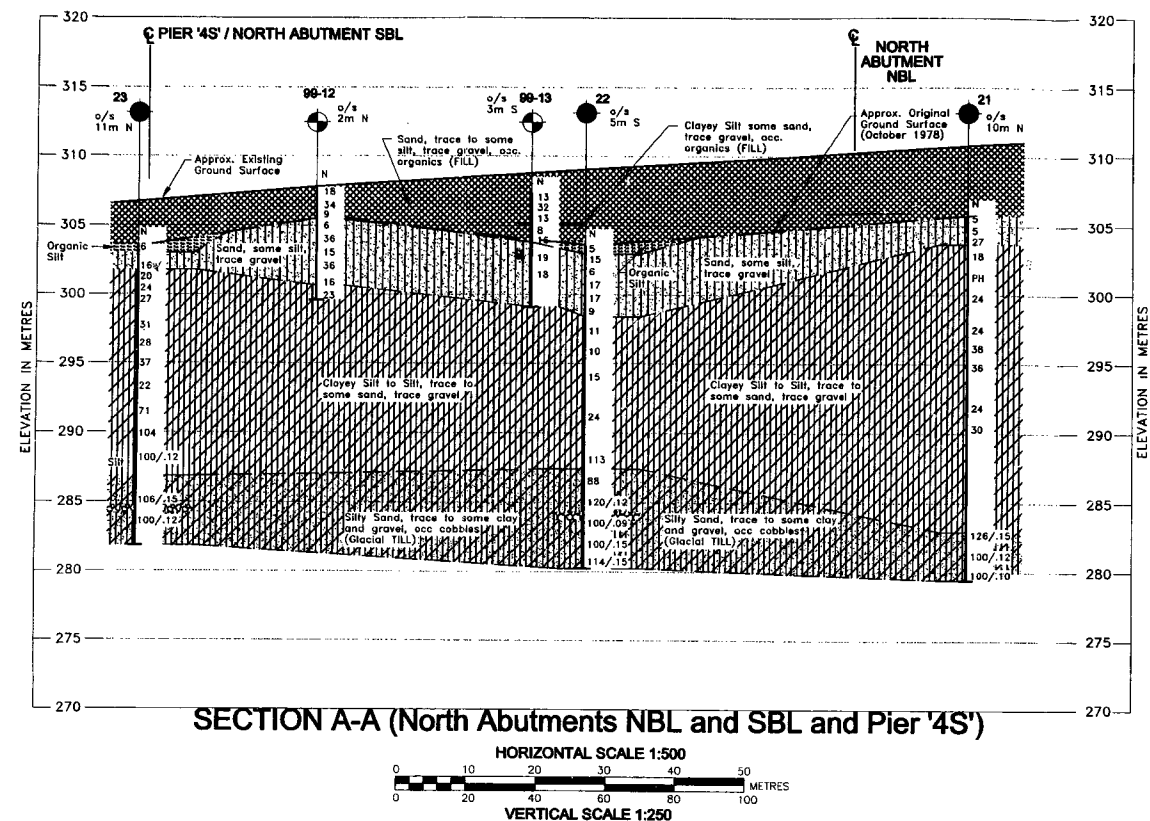 320
315
310
305
300
295
290
285
280
275
270
ELEVATION IN METRES
℄ PIER '4S' / NORTH ABUTMENT SBL
℄
NORTH
ABUTMENT
NBL
23
o/s
11m N
99-12
o/s
2m N
99-13
o/s
3m S
22
o/s
5m S
21
o/s
10m N
Approx. Existing
Ground Surface
Sand, trace to some
silt, trace gravel, occ.
organics (FILL)
Clayey Silt some sand,
trace gravel, occ.
organics (FILL)
Approx. Original
Ground Surface
(October 1978)
Organic
Silt
Sand, some silt,
trace gravel
Organic
Silt
Sand, some silt,
trace gravel
N
6
20
24
27
31
28
37
22
71
104
100/.12
106/.15
100/.12
N
18
34
9
6
36
15
36
16
23
N
13
32
13
8
16
19
18
N
5
15
6
17
17
9
11
10
15
24
113
88
120/.12
100/.09
100/.15
114/.15
N
5
5
27
18
PH
24
24
38
36
24
30
126/.15
100/.12
100/.10
Clayey Silt to Silt, trace to
some sand, trace gravel
Clayey Silt to Silt, trace to
some sand, trace gravel
Silt
Silty Sand, trace to some clay
and gravel, occ cobbles
(Glacial TILL)
Silty Sand, trace to some clay
and gravel, occ cobbles
(Glacial TILL)
320
315
310
305
300
295
290
285
280
275
270
ELEVATION IN METRES
SECTION A-A (North Abutments NBL and SBL and Pier '4S')
HORIZONTAL SCALE 1:500
0 10 20 30 40 50
METRES
0 20 40 60 80 100
VERTICAL SCALE 1:250